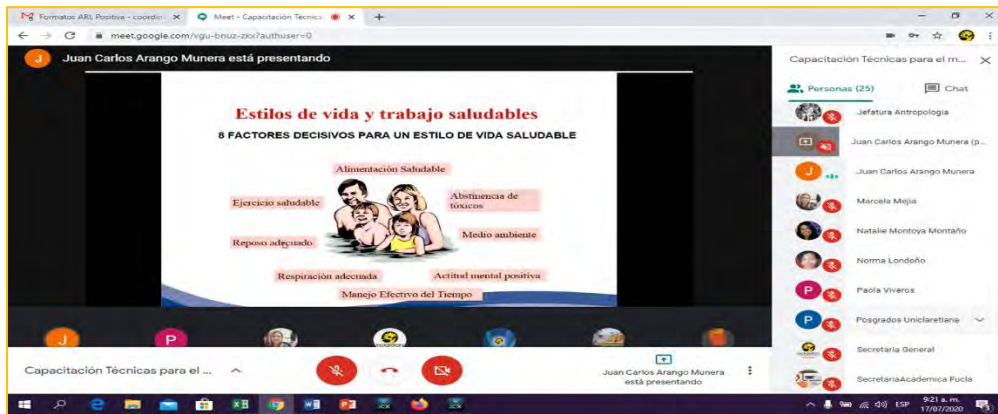 Formatos ARL Positiva - coordin
Meet - Capacitación Técnica
meet.google.com/vgu-bnuz-zkx?authuser=0
J Juan Carlos Arango Munera está presentando
Estilos de vida y trabajo saludables
8 FACTORES DECISIVOS PARA UN ESTILO DE VIDA SALUDABLE
Alimentación Saludable
Ejercicio saludable
Abstinencia de
tóxicos
Medio ambiente
Reposo adecuado
Respiración adecuada
Actitud mental positiva
Manejo Efectivo del Tiempo
J
P
Capacitación Técnicas para el ...
Juan Carlos Arango Munera
está presentando
Capacitación Técnicas para el m...
Personas (25)
Chat
Jefatura Antropologia
Juan Carlos Arango Munera (p...
J Juan Carlos Arango Munera
Marcela Mejia
Natalie Montoya Montaño
Norma Londoño
P Paola Viveros
P Posgrados Uniclaretiana
Secretaria General
SecretariaAcademica Fucla
ESP
9:21 a. m.
17/07/2020